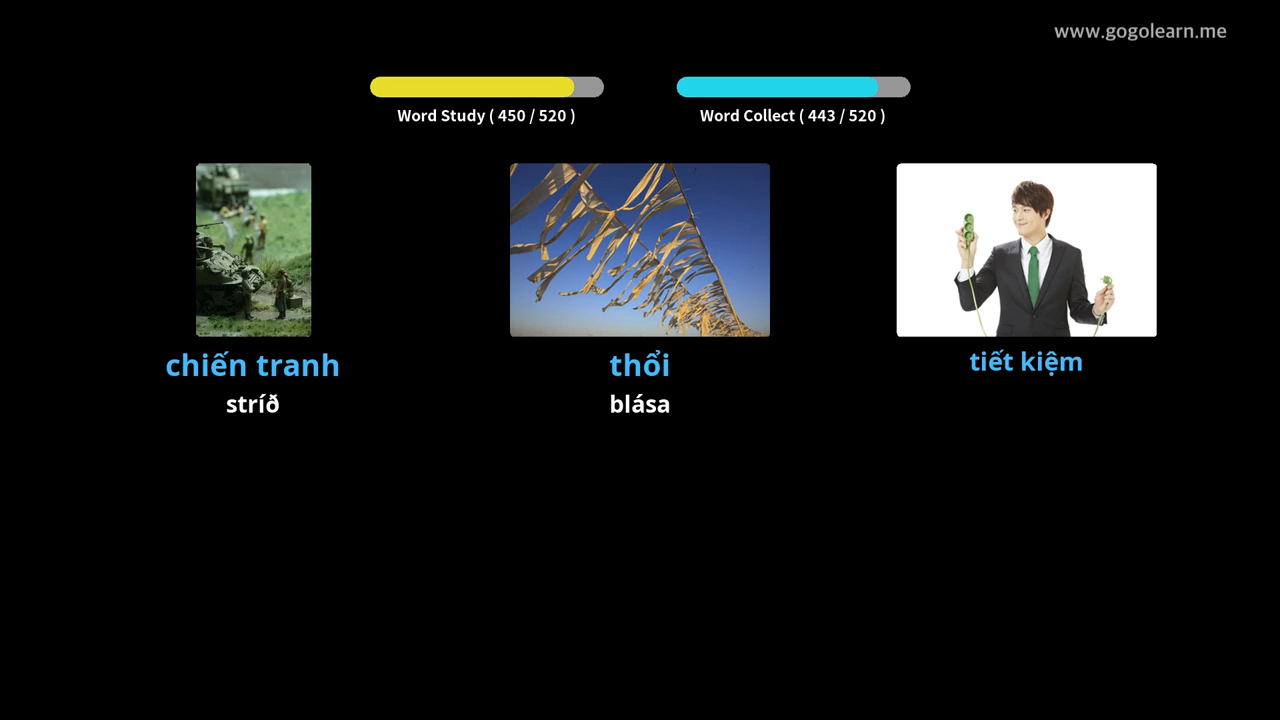 www.gogolearn.me
Word Study ( 450 / 520 )
Word Collect ( 443 / 520 )
chiến tranh
stríð
thổi
blása
tiết kiệm